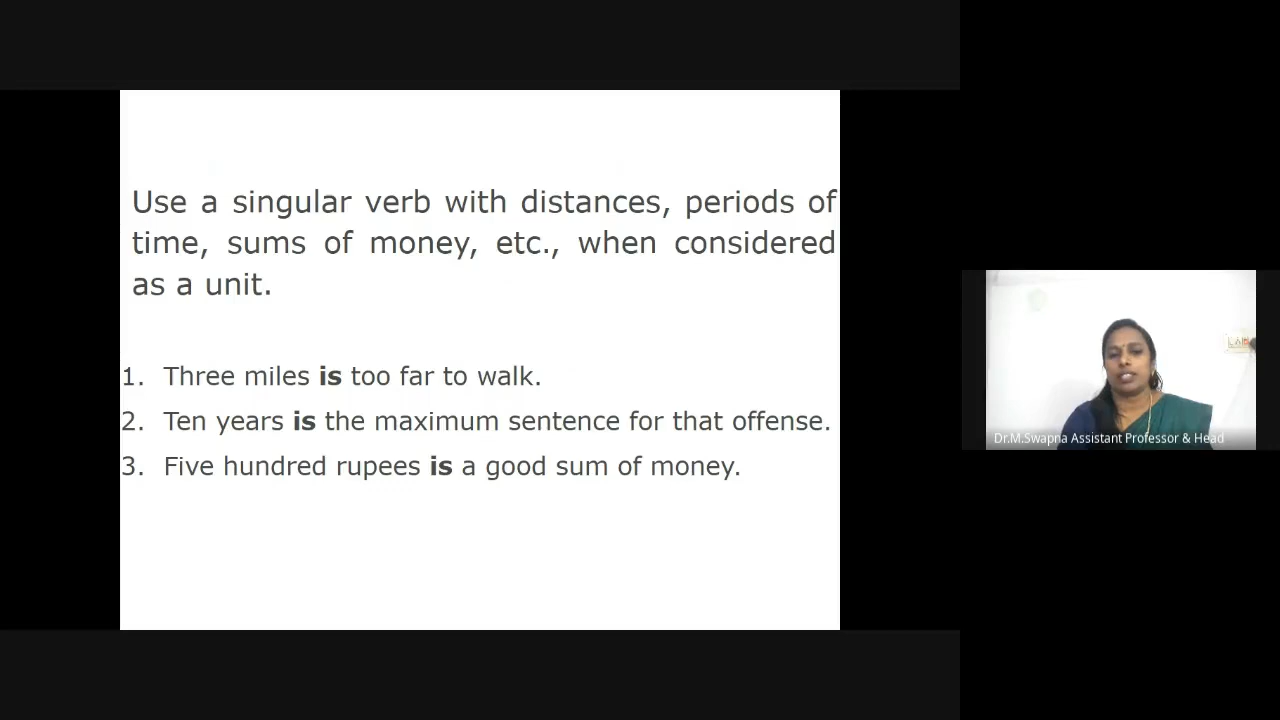 Use a singular verb with distances, periods of
time, sums of money, etc., when considered
as a unit.
1. Three miles is too far to walk.
2. Ten years is the maximum sentence for that offense.
3. Five hundred rupees is a good sum of money.
Dr.M.Swapna Assistant Professor & Head